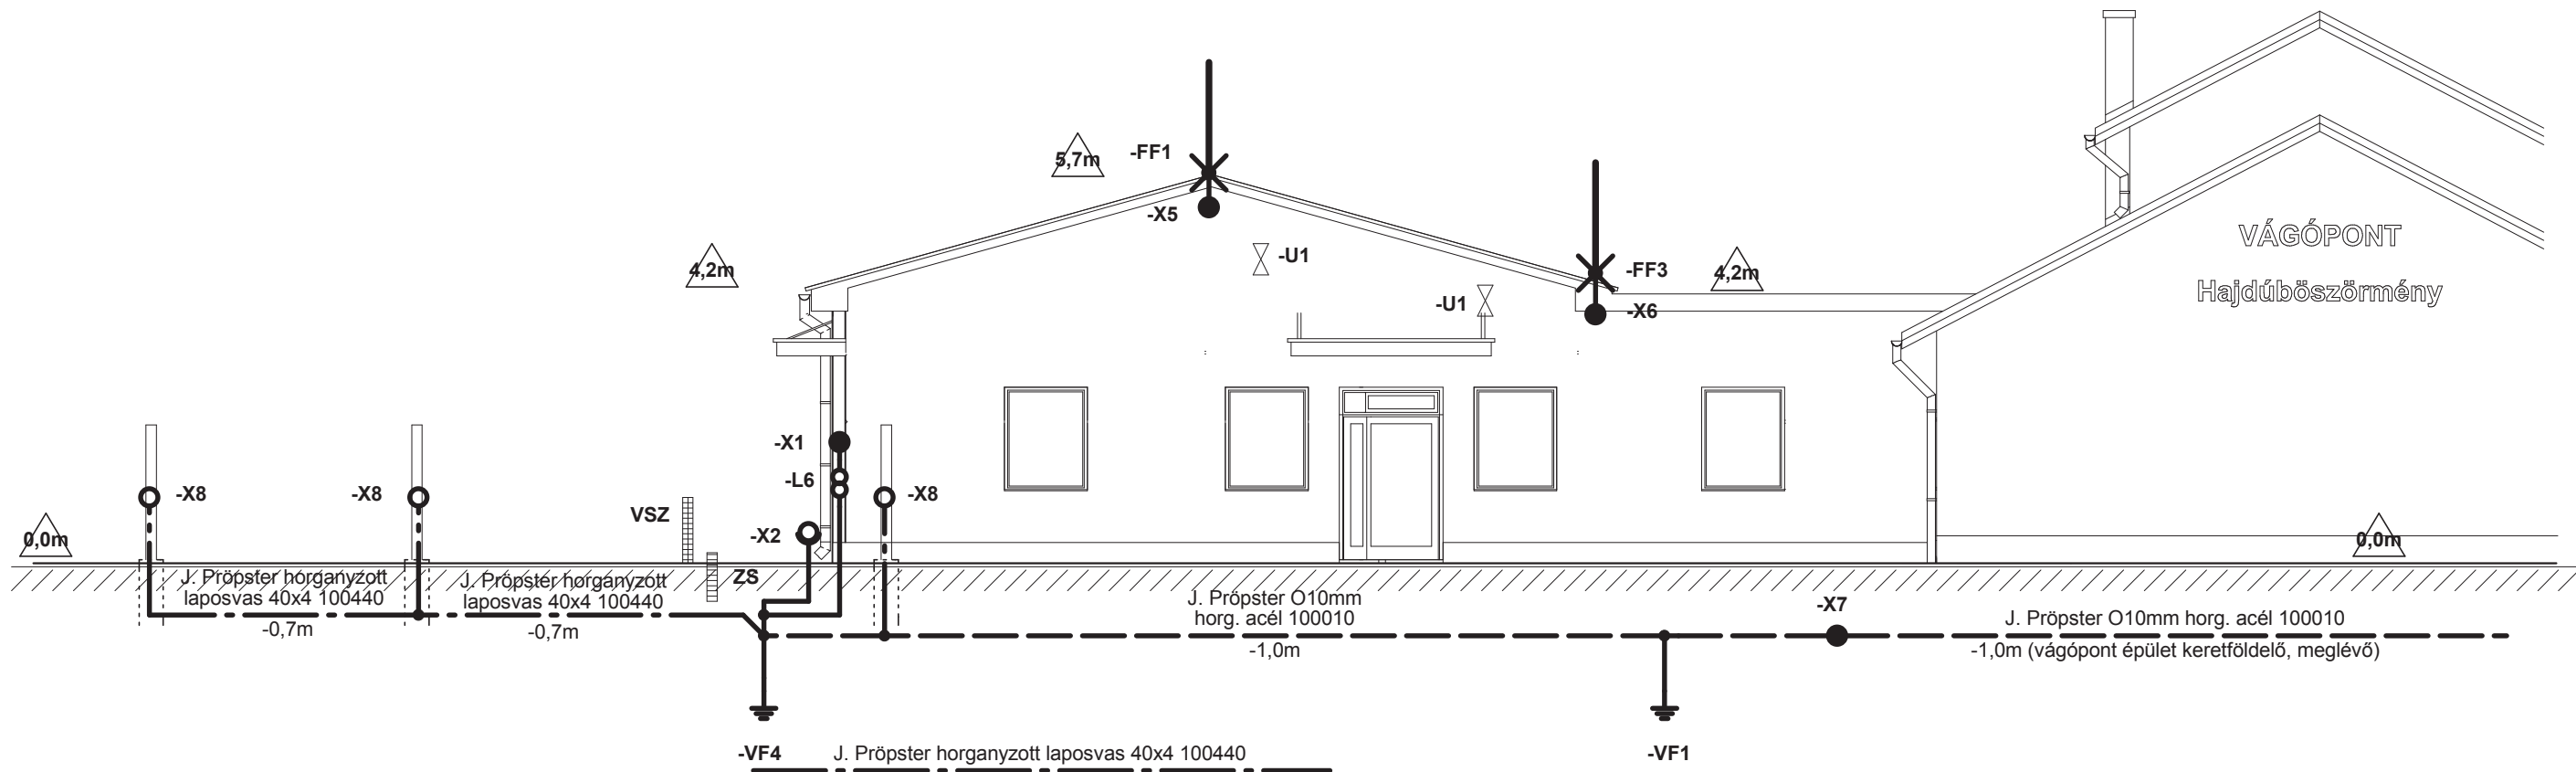 VÁGÓPONT
Hajdúböszörmény
5,7m
-FF1
-X5
-U1
4,2m
-FF3
4,2m
-U1
-X6
-X1
-L6
-X8
-X8
-X8
VSZ
-X2
0,0m
0,0m
ZS
J. Pröpster horganyzott
laposvas 40x4 100440
-0,7m
J. Pröpster horganyzott
laposvas 40x4 100440
-0,7m
J. Pröpster O10mm
horg. acél 100010
-1,0m
-X7
J. Pröpster O10mm horg. acél 100010
-1,0m (vágópont épület keretföldelő, meglévő)
-VF4
J. Pröpster horganyzott laposvas 40x4 100440
-VF1